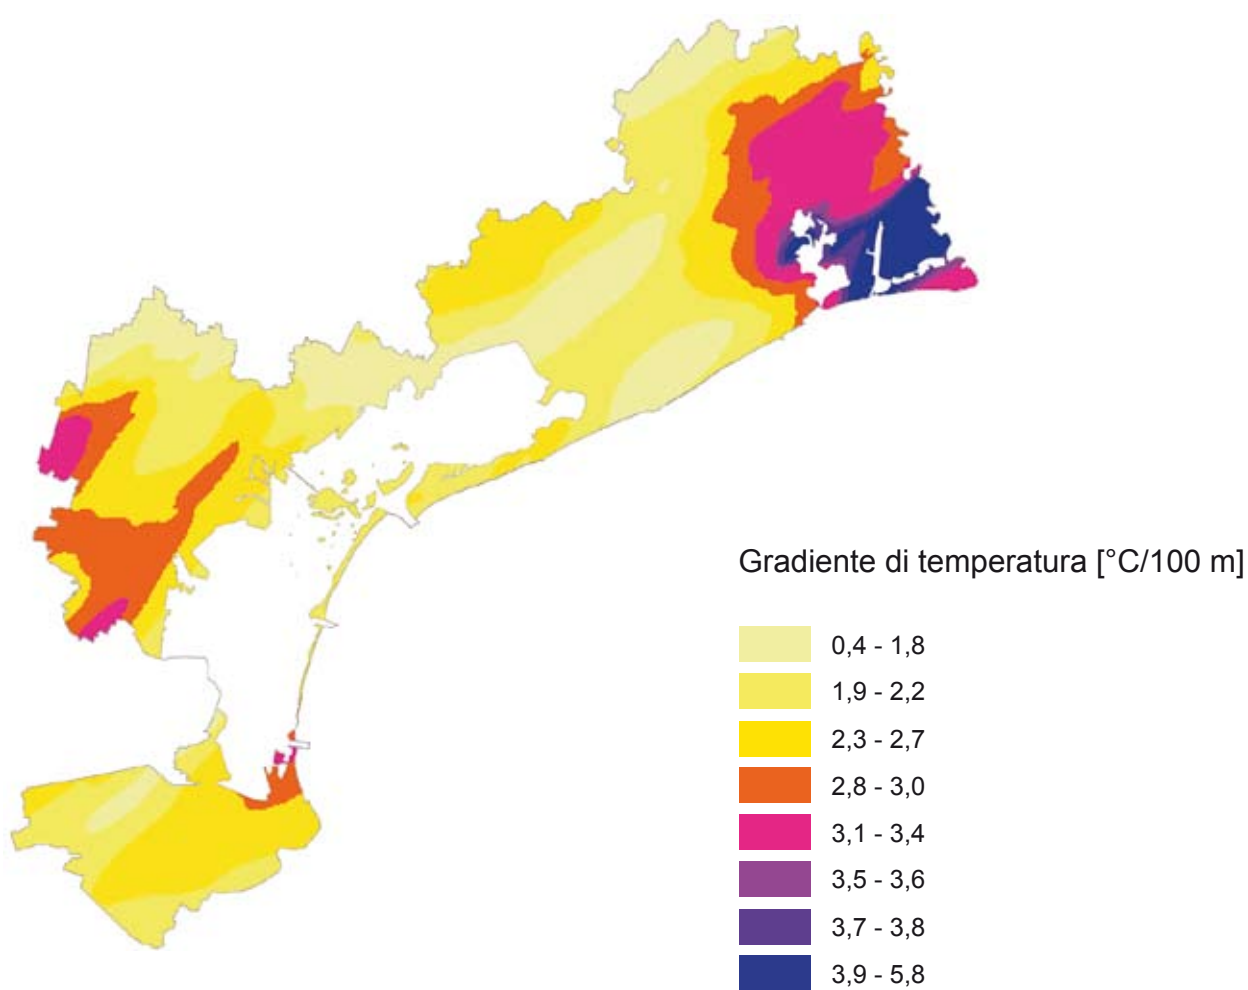 Gradiente di temperatura [°C/100 m]
0,4 - 1,8
1,9 - 2,2
2,3 - 2,7
2,8 - 3,0
3,1 - 3,4
3,5 - 3,6
3,7 - 3,8
3,9 - 5,8